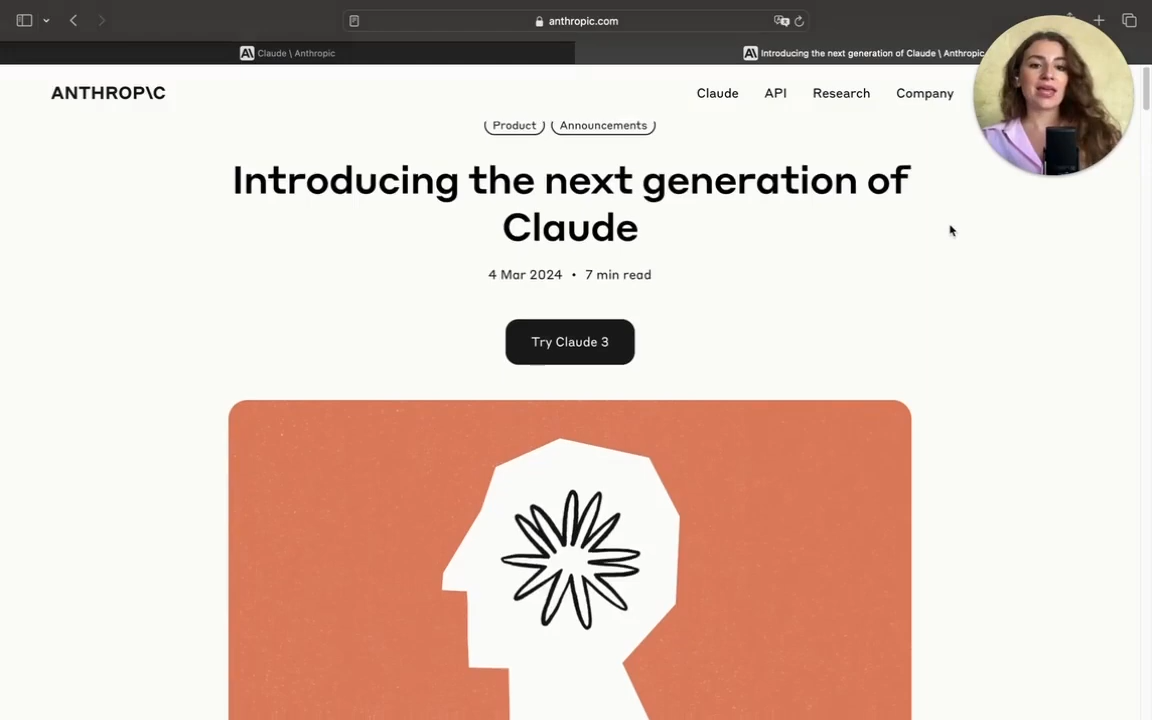 anthropic.com
Claude \ Anthropic
Introducing the next generation of Claude \ Anthropic
ANTHROP\C
Claude
API
Research
Company
Product
Announcements
Introducing the next generation of
Claude
4 Mar 2024 • 7 min read
Try Claude 3